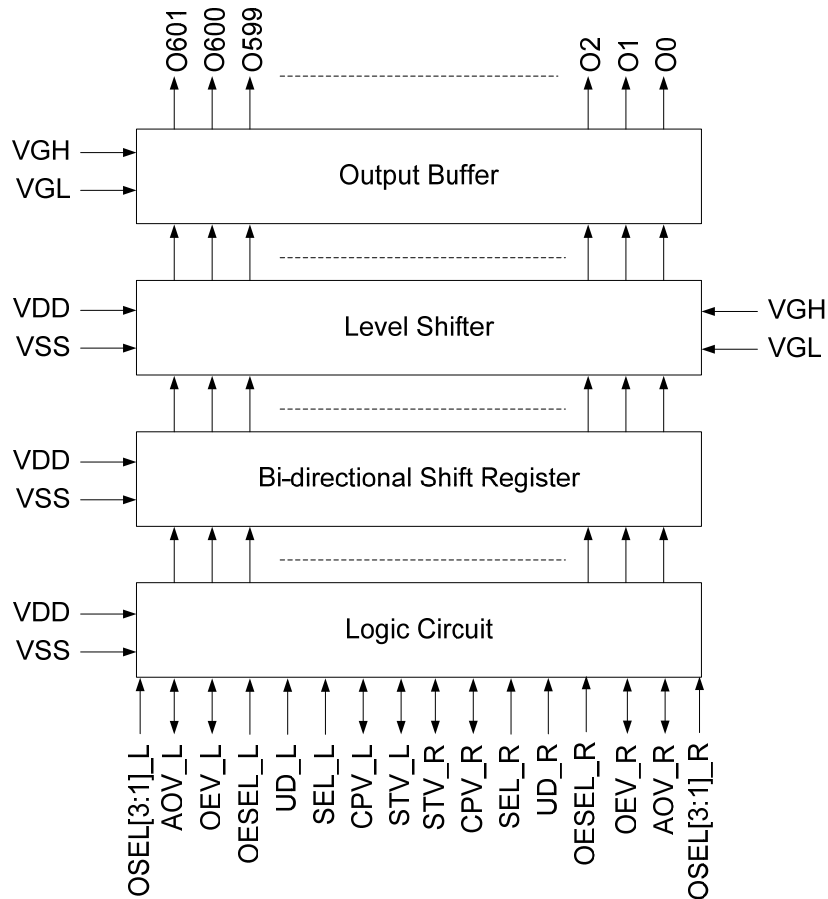 O601
O600
O599
O2
O1
O0
VGH
VGL
Output Buffer
VDD
VSS
Level Shifter
VGH
VGL
VDD
VSS
Bi-directional Shift Register
VDD
VSS
Logic Circuit
OSEL[3:1]_L
AOV_L
OEV_L
OESEL_L
UD_L
SEL_L
CPV_L
STV_L
STV_R
CPV_R
SEL_R
UD_R
OESEL_R
OEV_R
AOV_R
OSEL[3:1]_R